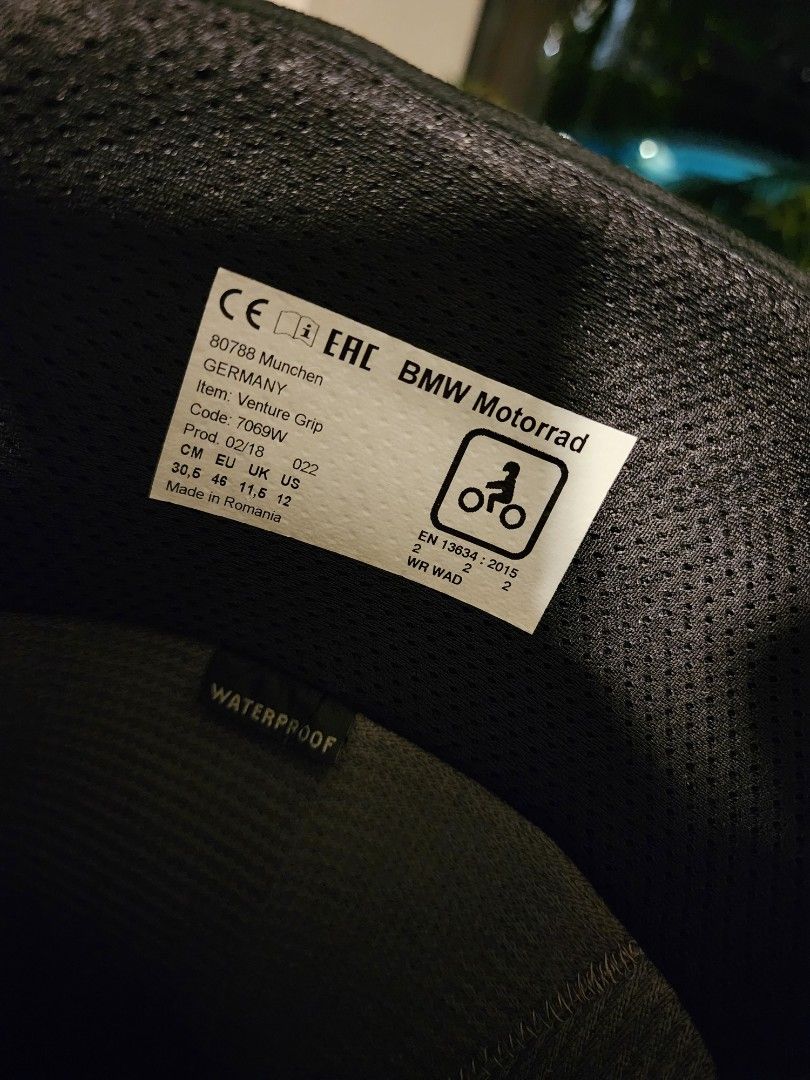 CE i EAC BMW Motorrad
80788 Munchen
GERMANY
Item: Venture Grip
Code: 7069W
Prod. 02/18 022
CM EU UK US
30,5 46 11,5 12
Made in Romania
EN 13634 : 2015
2 2 2
WR WAD
WATERPROOF